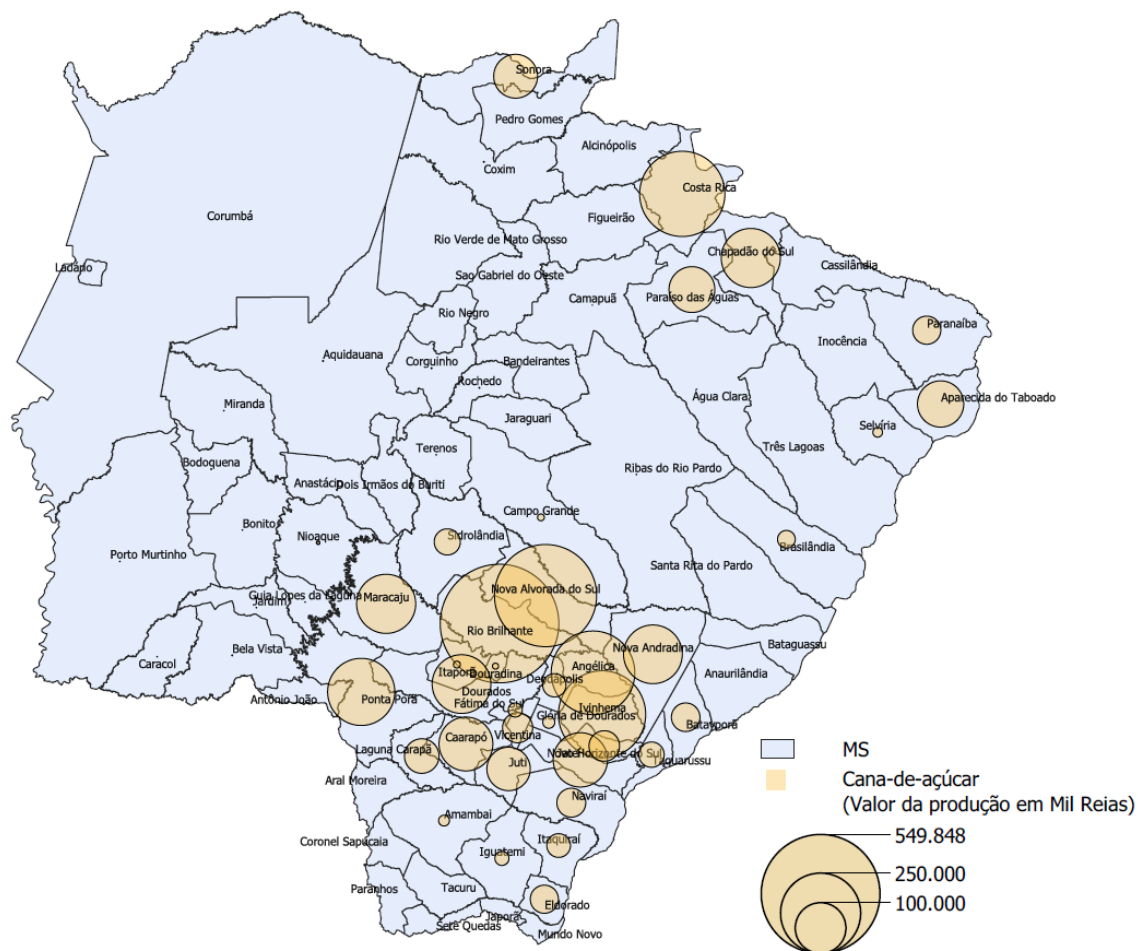 Sonora
Pedro Gomes
Alcinópolis
Coxim
Costa Rica
Corumbá
Figueirão
Rio Verde de Mato Grosso
Chapadão do Sul
Cassilândia
Ladário
Sao Gabriel do Oeste
Camapuã
Paraíso das Águas
Rio Negro
Paranaíba
Inocência
Aquidauana
Corguinho
Bandeirantes
Rochedo
Água Clara
Aparecida do Taboado
Miranda
Jaraguari
Selvíria
Terenos
Três Lagoas
Bodoguena
Ribas do Rio Pardo
Anastácio
Dois Irmãos do Buriti
Campo Grande
Bonito
Nioaque
Sidrolândia
Brasilândia
Porto Murtinho
Santa Rita do Pardo
Nova Alvorada do Sul
Guia Lopes da Laguna
Maracaju
Jardim
Rio Brilhante
Bela Vista
Nova Andradina
Bataguassu
Caracol
Angélica
Itaporã
Douradina
Anaurilândia
Deodápolis
Dourados
Antônio João
Ponta Porã
Fátima do Sul
Ivinhema
Glória de Dourados
Batayporã
Vicentina
Caarapó
Laguna Carapã
Novo Horizonte do Sul
Taquarussu
Juti
Aral Moreira
Naviraí
Amambai
Coronel Sapucaia
Itaquiraí
Iguatemi
Paranhos
Tacuru
Eldorado
Japorã
Sete Quedas
Mundo Novo
MS
Cana-de-açúcar
(Valor da produção em Mil Reias)
549.848
250.000
100.000